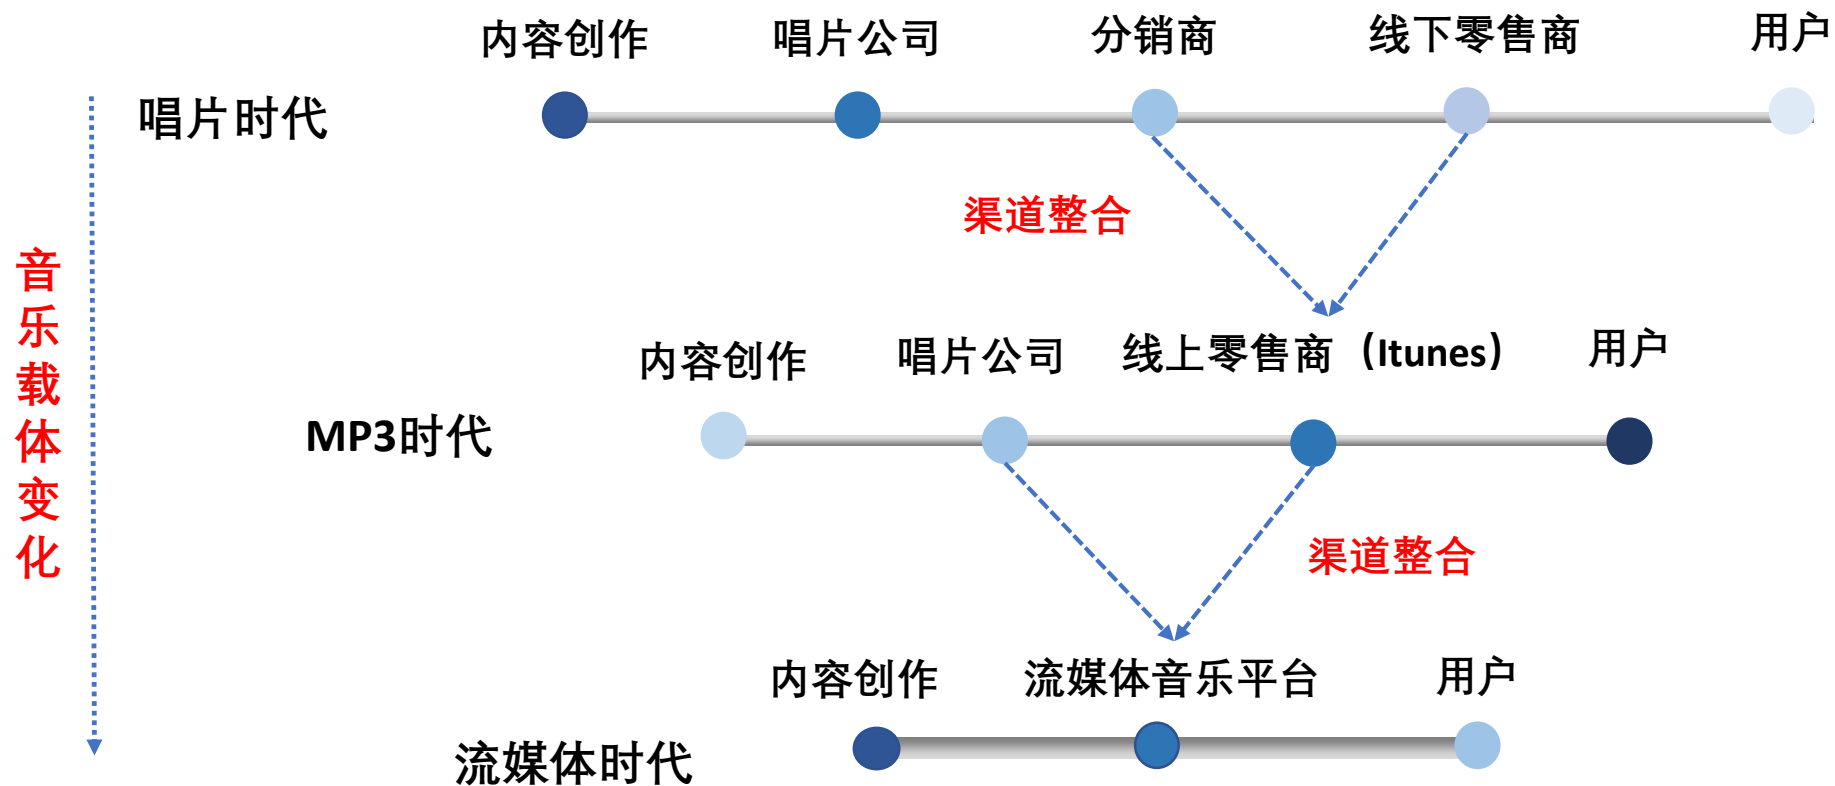 内容创作
唱片公司
分销商
线下零售商
用户
唱片时代
渠道整合
音乐载体变化
内容创作
唱片公司
线上零售商（Itunes）
用户
MP3时代
渠道整合
内容创作
流媒体音乐平台
用户
流媒体时代